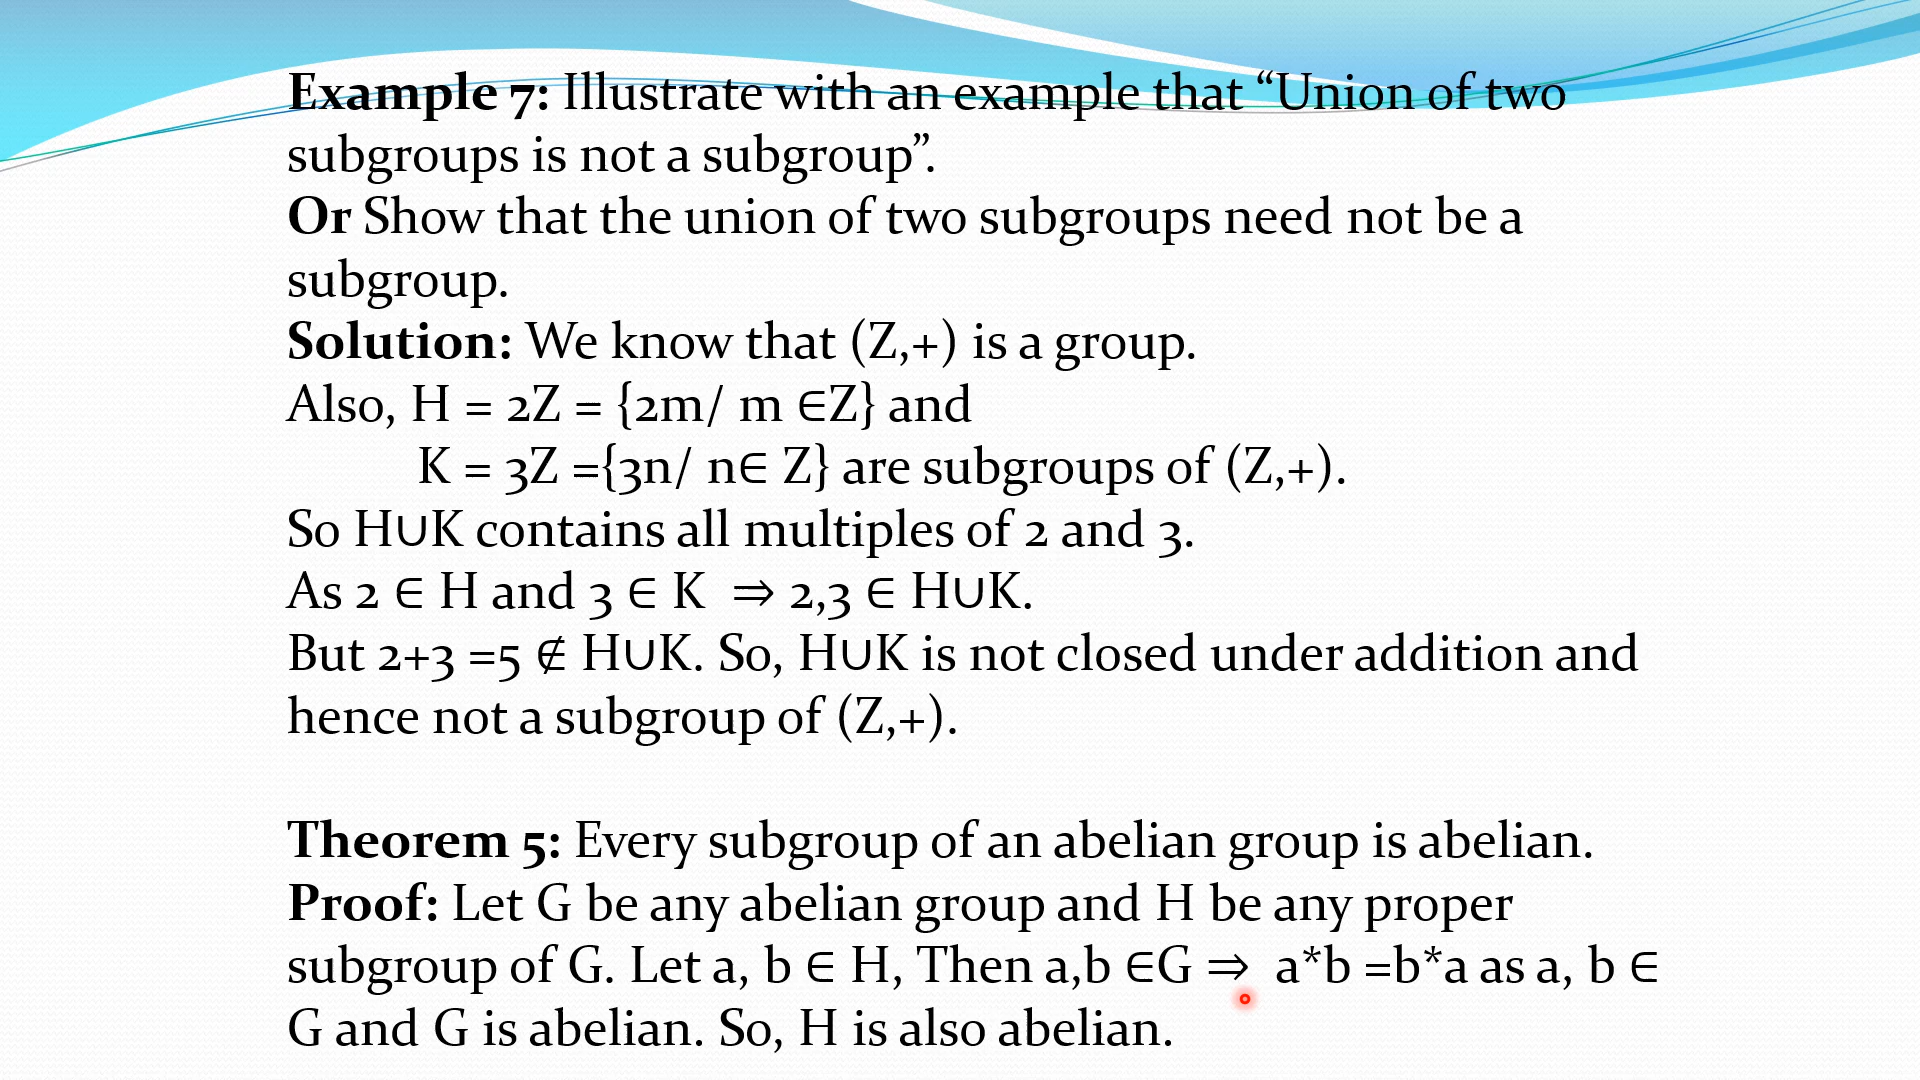 Example 7: Illustrate with an example that “Union of two
subgroups is not a subgroup”.
Or Show that the union of two subgroups need not be a
subgroup.
Solution: We know that (Z,+) is a group.
Also, H = 2Z = {2m/ m ∈Z} and
K = 3Z ={3n/ n∈ Z} are subgroups of (Z,+).
So H∪K contains all multiples of 2 and 3.
As 2 ∈ H and 3 ∈ K ⇒ 2,3 ∈ H∪K.
But 2+3 =5 ∉ H∪K. So, H∪K is not closed under addition and
hence not a subgroup of (Z,+).
Theorem 5: Every subgroup of an abelian group is abelian.
Proof: Let G be any abelian group and H be any proper
subgroup of G. Let a, b ∈ H, Then a,b ∈G ⇒ a*b =b*a as a, b ∈
G and G is abelian. So, H is also abelian.